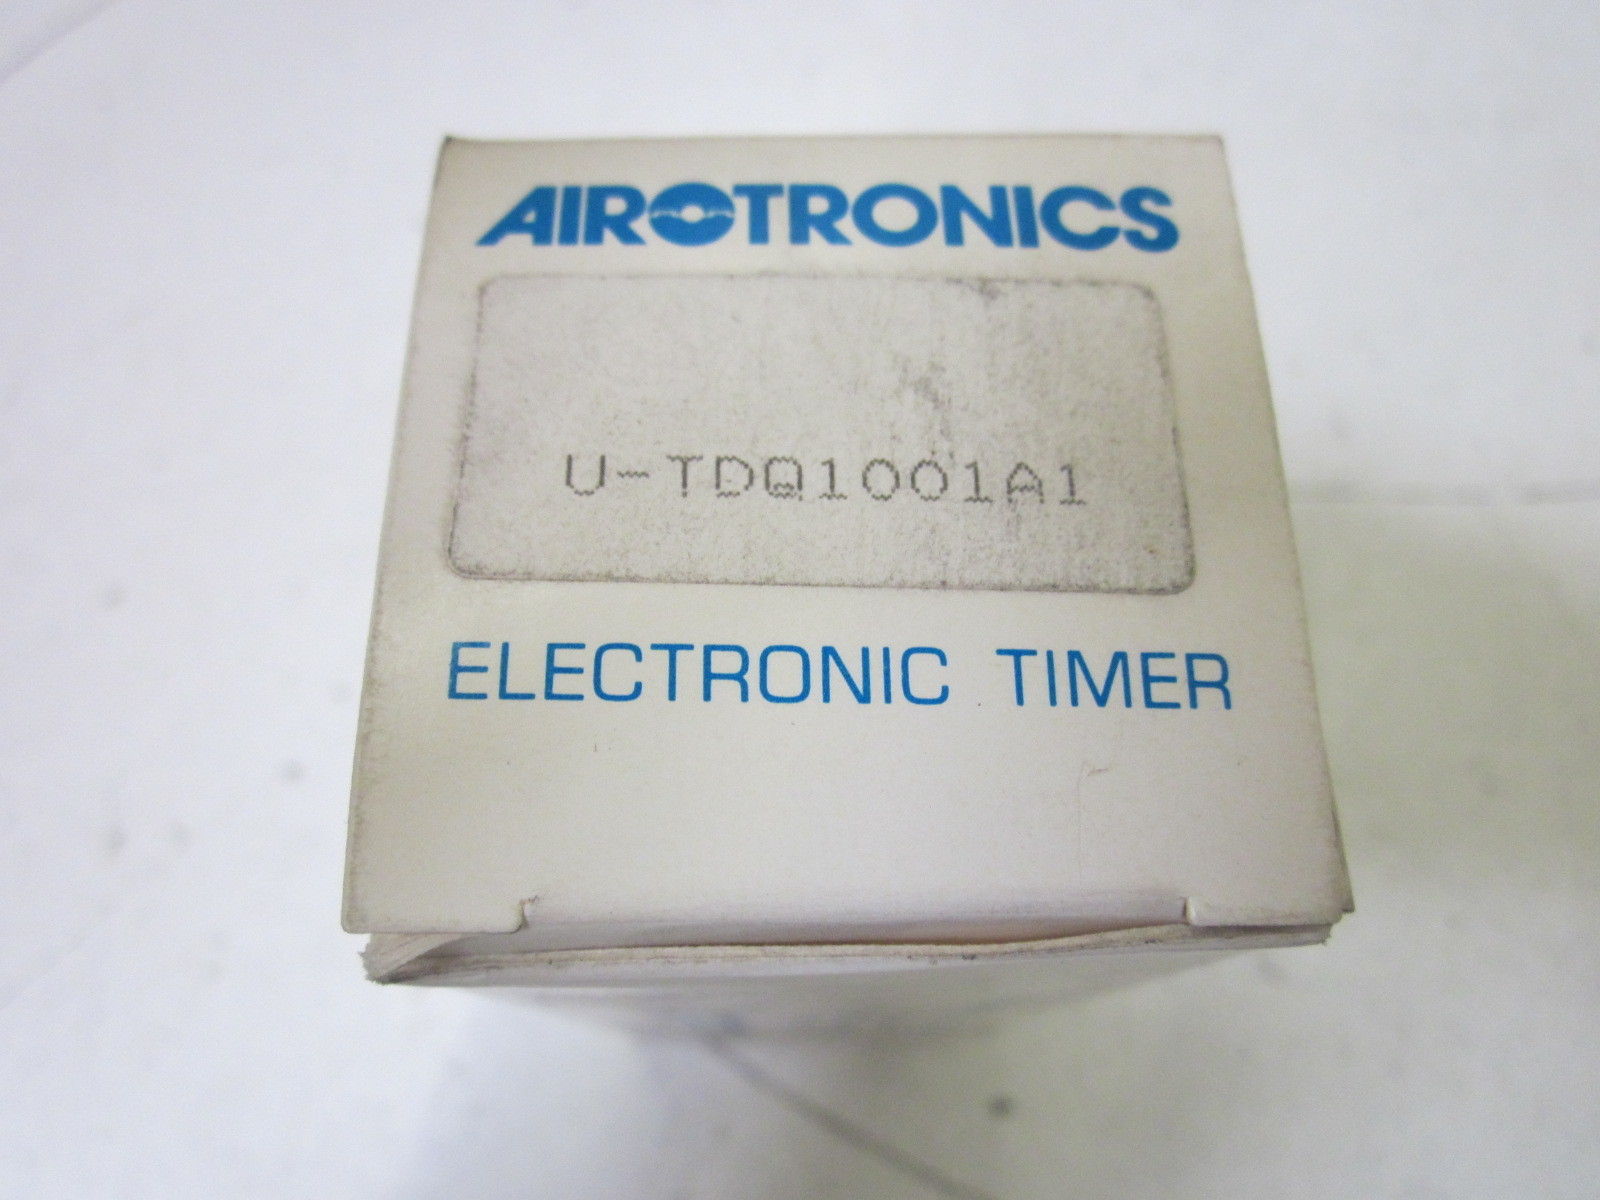 AIROTRONICS
U-TDQ1001A1
ELECTRONIC TIMER